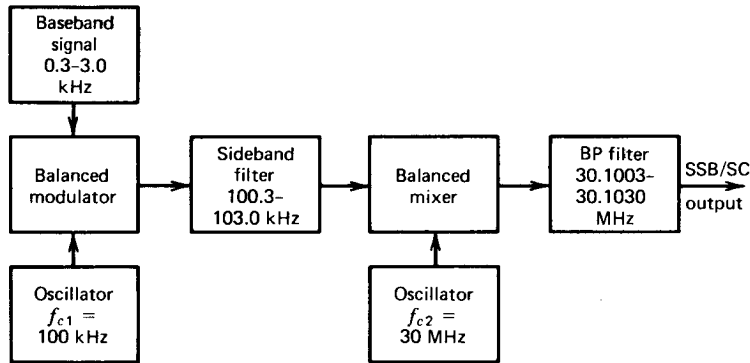 Baseband
signal
0.3–3.0
kHz
Balanced
modulator
Sideband
filter
100.3–
103.0 kHz
Balanced
mixer
BP filter
30.1003–
30.1030
MHz
SSB/SC
output
Oscillator
f_c1 =
100 kHz
Oscillator
f_c2 =
30 MHz